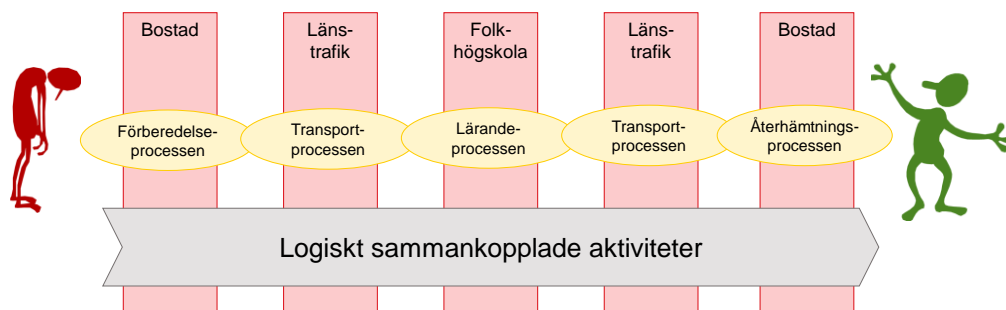 Bostad
Läns-
trafik
Folk-
högskola
Läns-
trafik
Bostad
Förberedelse-
processen
Transport-
processen
Lärande-
processen
Transport-
processen
Återhämtnings-
processen
Logiskt sammankopplade aktiviteter